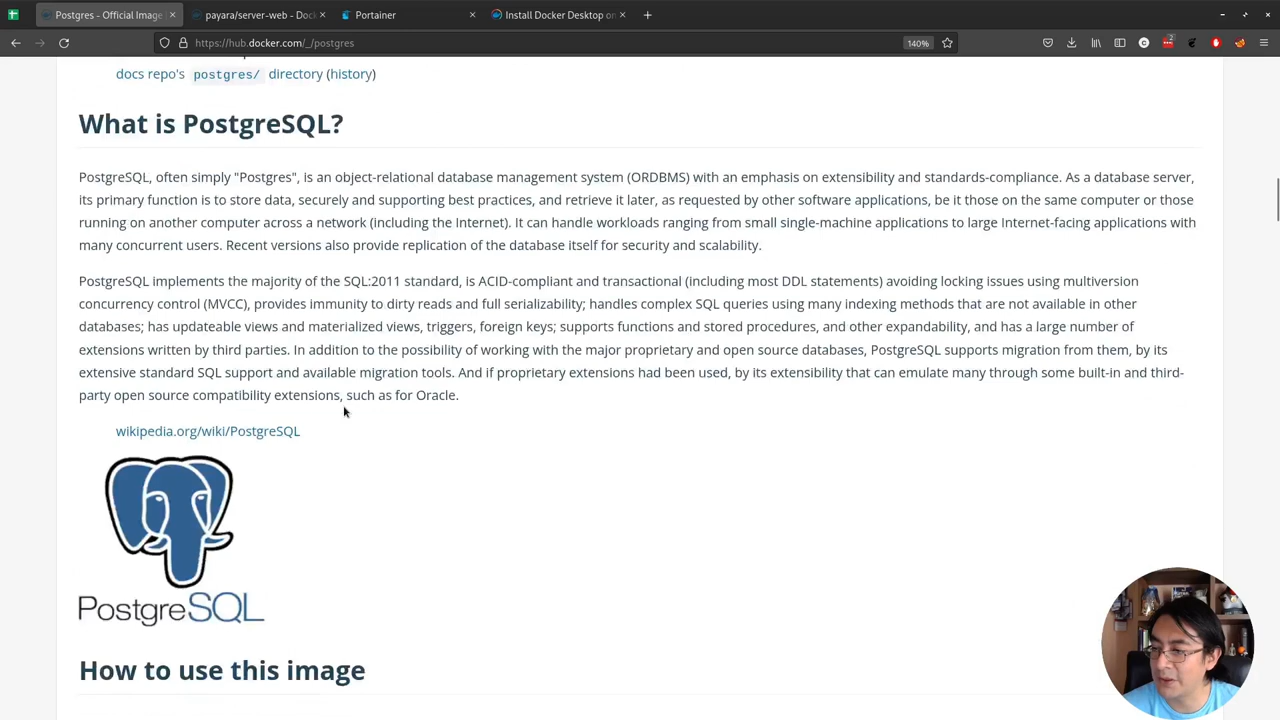 Postgres - Official Image
payara/server-web - Dock
Portainer
Install Docker Desktop on
https://hub.docker.com/_/postgres
140%
2
docs repo's postgres/ directory (history)
What is PostgreSQL?
PostgreSQL, often simply "Postgres", is an object-relational database management system (ORDBMS) with an emphasis on extensibility and standards-compliance. As a database server,
its primary function is to store data, securely and supporting best practices, and retrieve it later, as requested by other software applications, be it those on the same computer or those
running on another computer across a network (including the Internet). It can handle workloads ranging from small single-machine applications to large Internet-facing applications with
many concurrent users. Recent versions also provide replication of the database itself for security and scalability.
PostgreSQL implements the majority of the SQL:2011 standard, is ACID-compliant and transactional (including most DDL statements) avoiding locking issues using multiversion
concurrency control (MVCC), provides immunity to dirty reads and full serializability; handles complex SQL queries using many indexing methods that are not available in other
databases; has updateable views and materialized views, triggers, foreign keys; supports functions and stored procedures, and other expandability, and has a large number of
extensions written by third parties. In addition to the possibility of working with the major proprietary and open source databases, PostgreSQL supports migration from them, by its
extensive standard SQL support and available migration tools. And if proprietary extensions had been used, by its extensibility that can emulate many through some built-in and third-
party open source compatibility extensions, such as for Oracle.
wikipedia.org/wiki/PostgreSQL
PostgreSQL
How to use this image